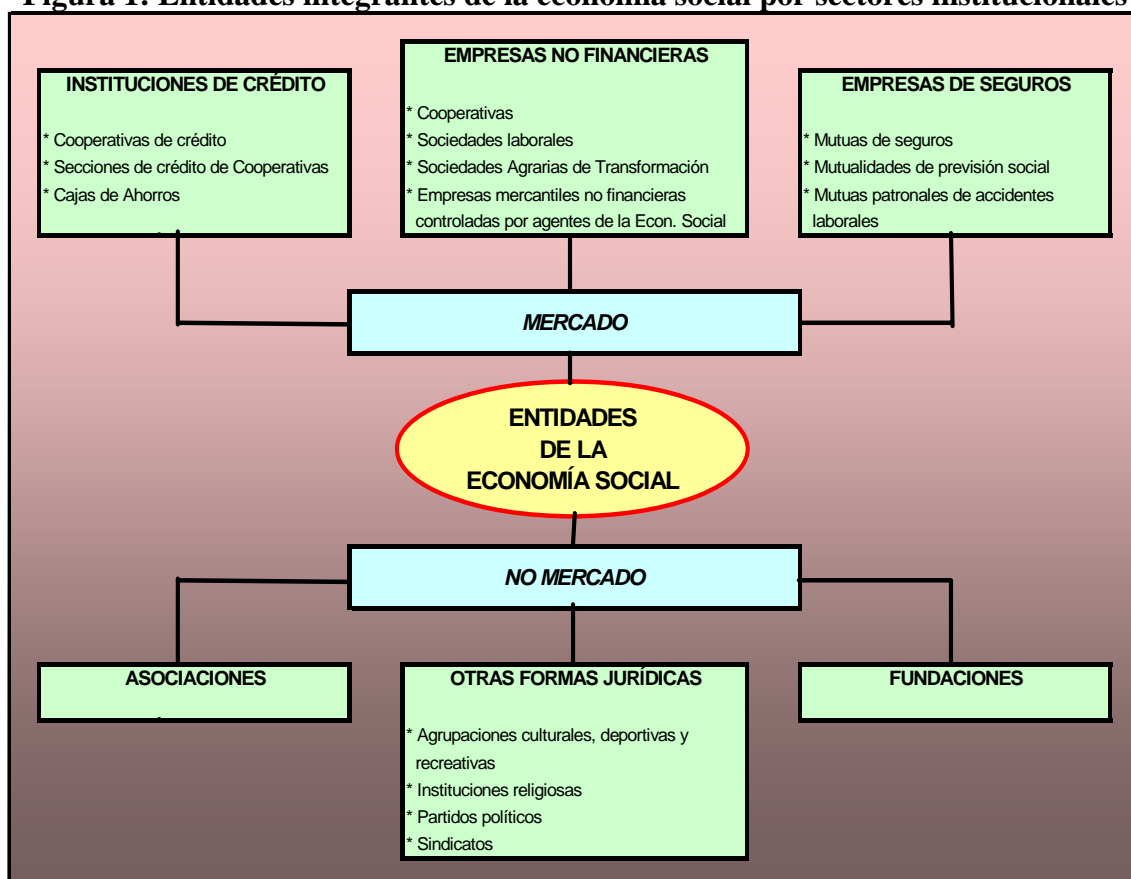 Figura 1: Entidades integrantes de la economía social por sectores institucionales
INSTITUCIONES DE CRÉDITO
* Cooperativas de crédito
* Secciones de crédito de Cooperativas
* Cajas de Ahorros
EMPRESAS NO FINANCIERAS
* Cooperativas
* Sociedades laborales
* Sociedades Agrarias de Transformación
* Empresas mercantiles no financieras
controladas por agentes de la Econ. Social
EMPRESAS DE SEGUROS
* Mutuas de seguros
* Mutualidades de previsión social
* Mutuas patronales de accidentes
laborales
MERCADO
ENTIDADES
DE LA
ECONOMÍA SOCIAL
NO MERCADO
ASOCIACIONES
OTRAS FORMAS JURÍDICAS
* Agrupaciones culturales, deportivas y
recreativas
* Instituciones religiosas
* Partidos políticos
* Sindicatos
FUNDACIONES